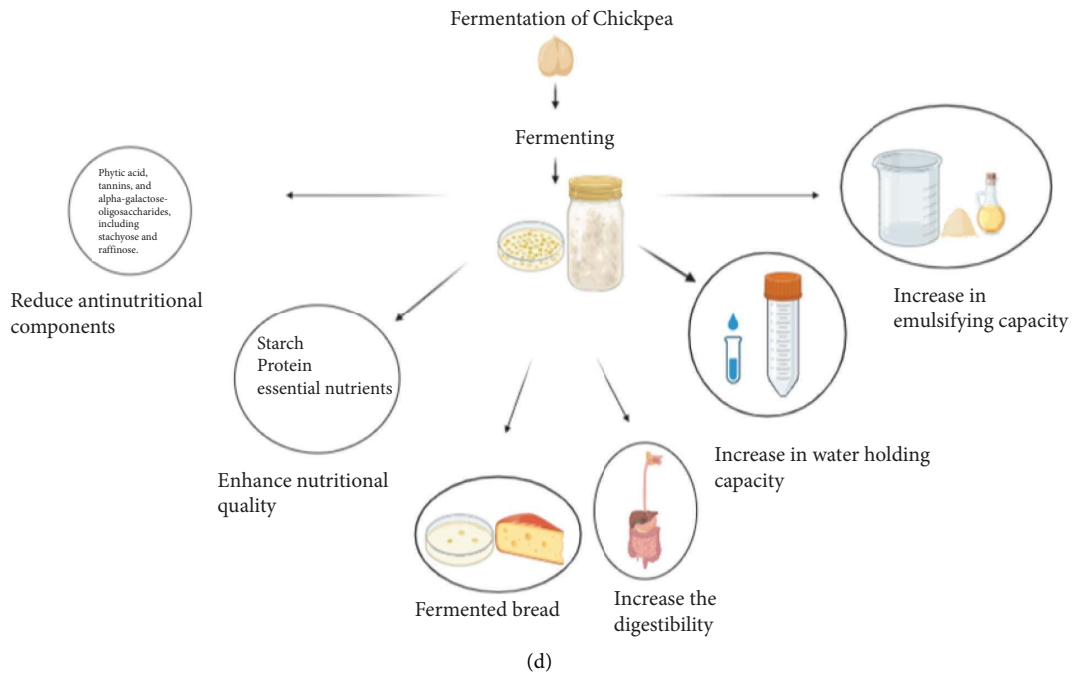 Fermentation of Chickpea
Fermenting
Phytic acid,
tannins, and
alpha-galactose-
oligosaccharides,
including
stachyose and
raffinose.
Reduce antinutritional
components
Starch
Protein
essential nutrients
Enhance nutritional
quality
Fermented bread
Increase the
digestibility
Increase in water holding
capacity
Increase in
emulsifying capacity
(d)